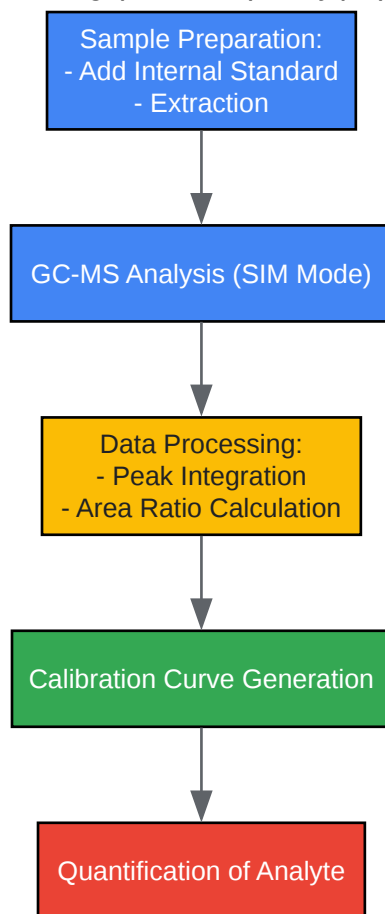 Sample Preparation:
- Add Internal Standard
- Extraction
GC-MS Analysis (SIM Mode)
Data Processing:
- Peak Integration
- Area Ratio Calculation
Calibration Curve Generation
Quantification of Analyte